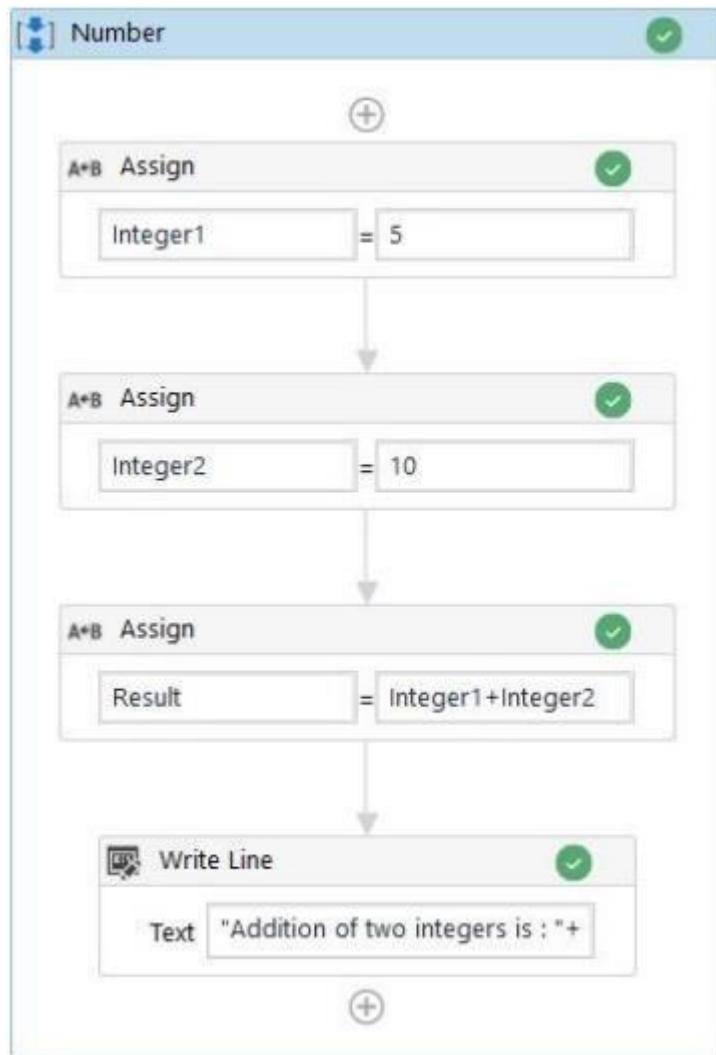 Number
A+B Assign
Integer1 = 5
A+B Assign
Integer2 = 10
A+B Assign
Result = Integer1+Integer2
Write Line
Text "Addition of two integers is : "+